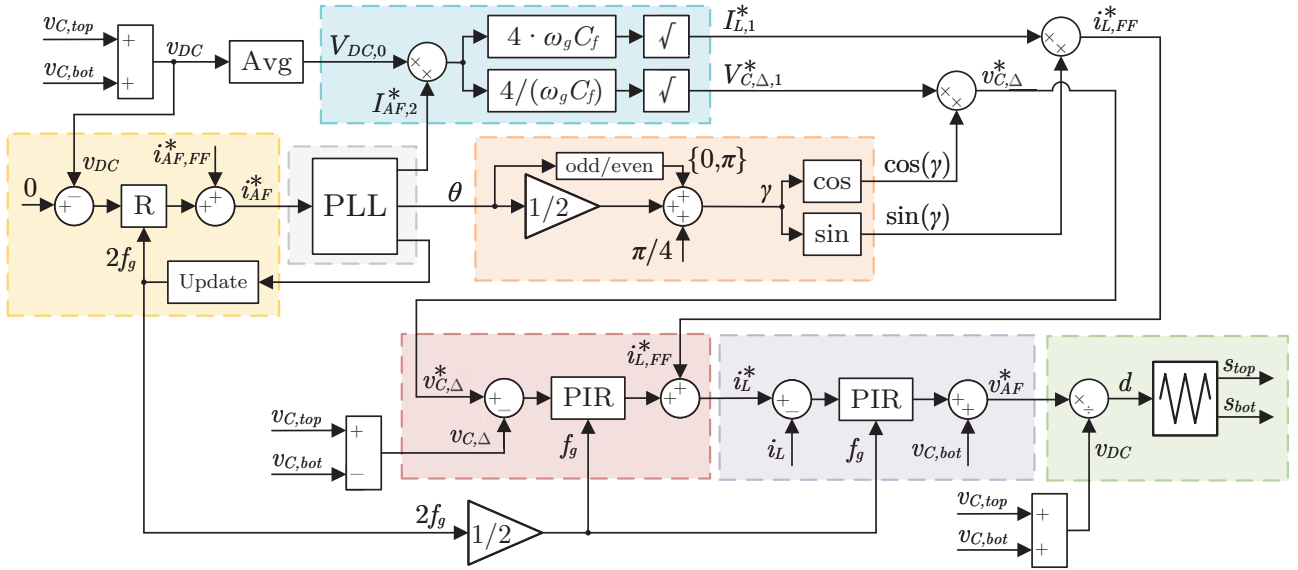 v_{C,top}
v_{C,bot}
+
+
v_{DC}
Avg
V_{DC,0}
I^*_{AF,2}
×
×
4 · ω_g C_f
√
4/(ω_g C_f)
√
I^*_{L,1}
V^*_{C,Δ,1}
×
×
v^*_{C,Δ}
×
×
i^*_{L,FF}
0
v_{DC}
+
−
R
i^*_{AF,FF}
+
+
i^*_{AF}
2f_g
Update
PLL
θ
odd/even
{0,π}
1/2
+
+
+
π/4
γ
cos
sin
cos(γ)
sin(γ)
v^*_{C,Δ}
+
−
v_{C,Δ}
PIR
f_g
i^*_{L,FF}
+
+
v_{C,top}
v_{C,bot}
+
−
i^*_L
+
−
i_L
PIR
f_g
+
+
v_{C,bot}
v^*_{AF}
×
÷
d
v_{DC}
s_{top}
s_{bot}
v_{C,top}
v_{C,bot}
+
+
2f_g
1/2